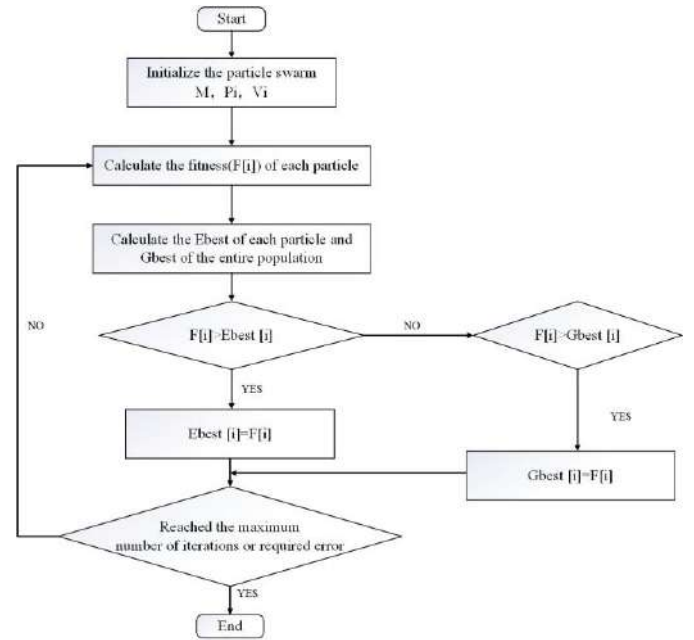 Start
Initialize the particle swarm
M, Pi, Vi
Calculate the fitness(F[i]) of each particle
Calculate the Ebest of each particle and
Gbest of the entire population
NO
F[i]>Ebest [i]
NO
F[i]>Gbest [i]
YES
YES
Ebest [i]=F[i]
Gbest [i]=F[i]
Reached the maximum
number of iterations or required error
YES
End